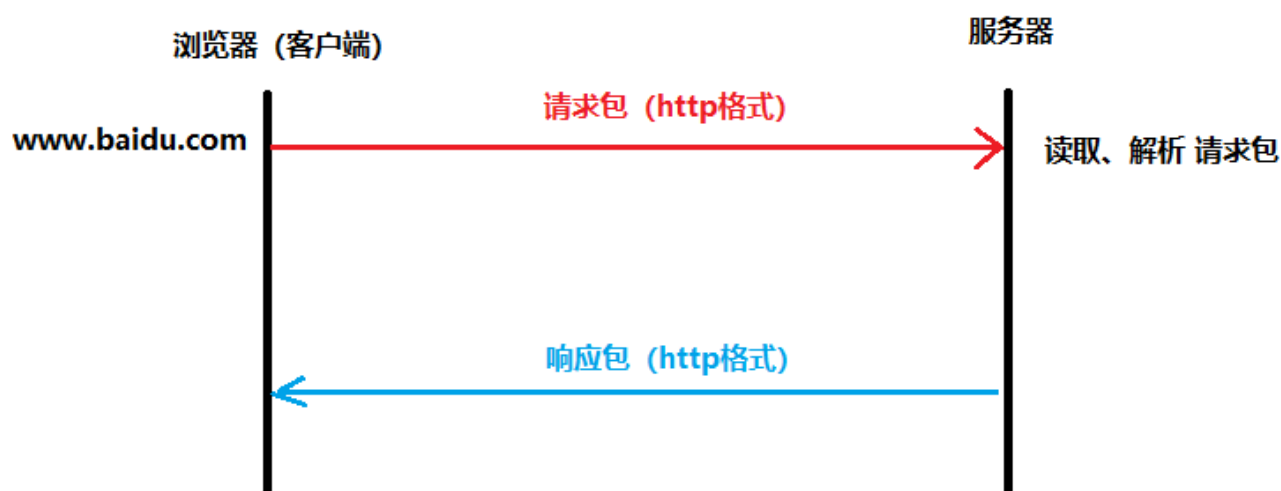 浏览器（客户端）
服务器
请求包（http格式）
www.baidu.com
读取、解析 请求包
响应包（http格式）